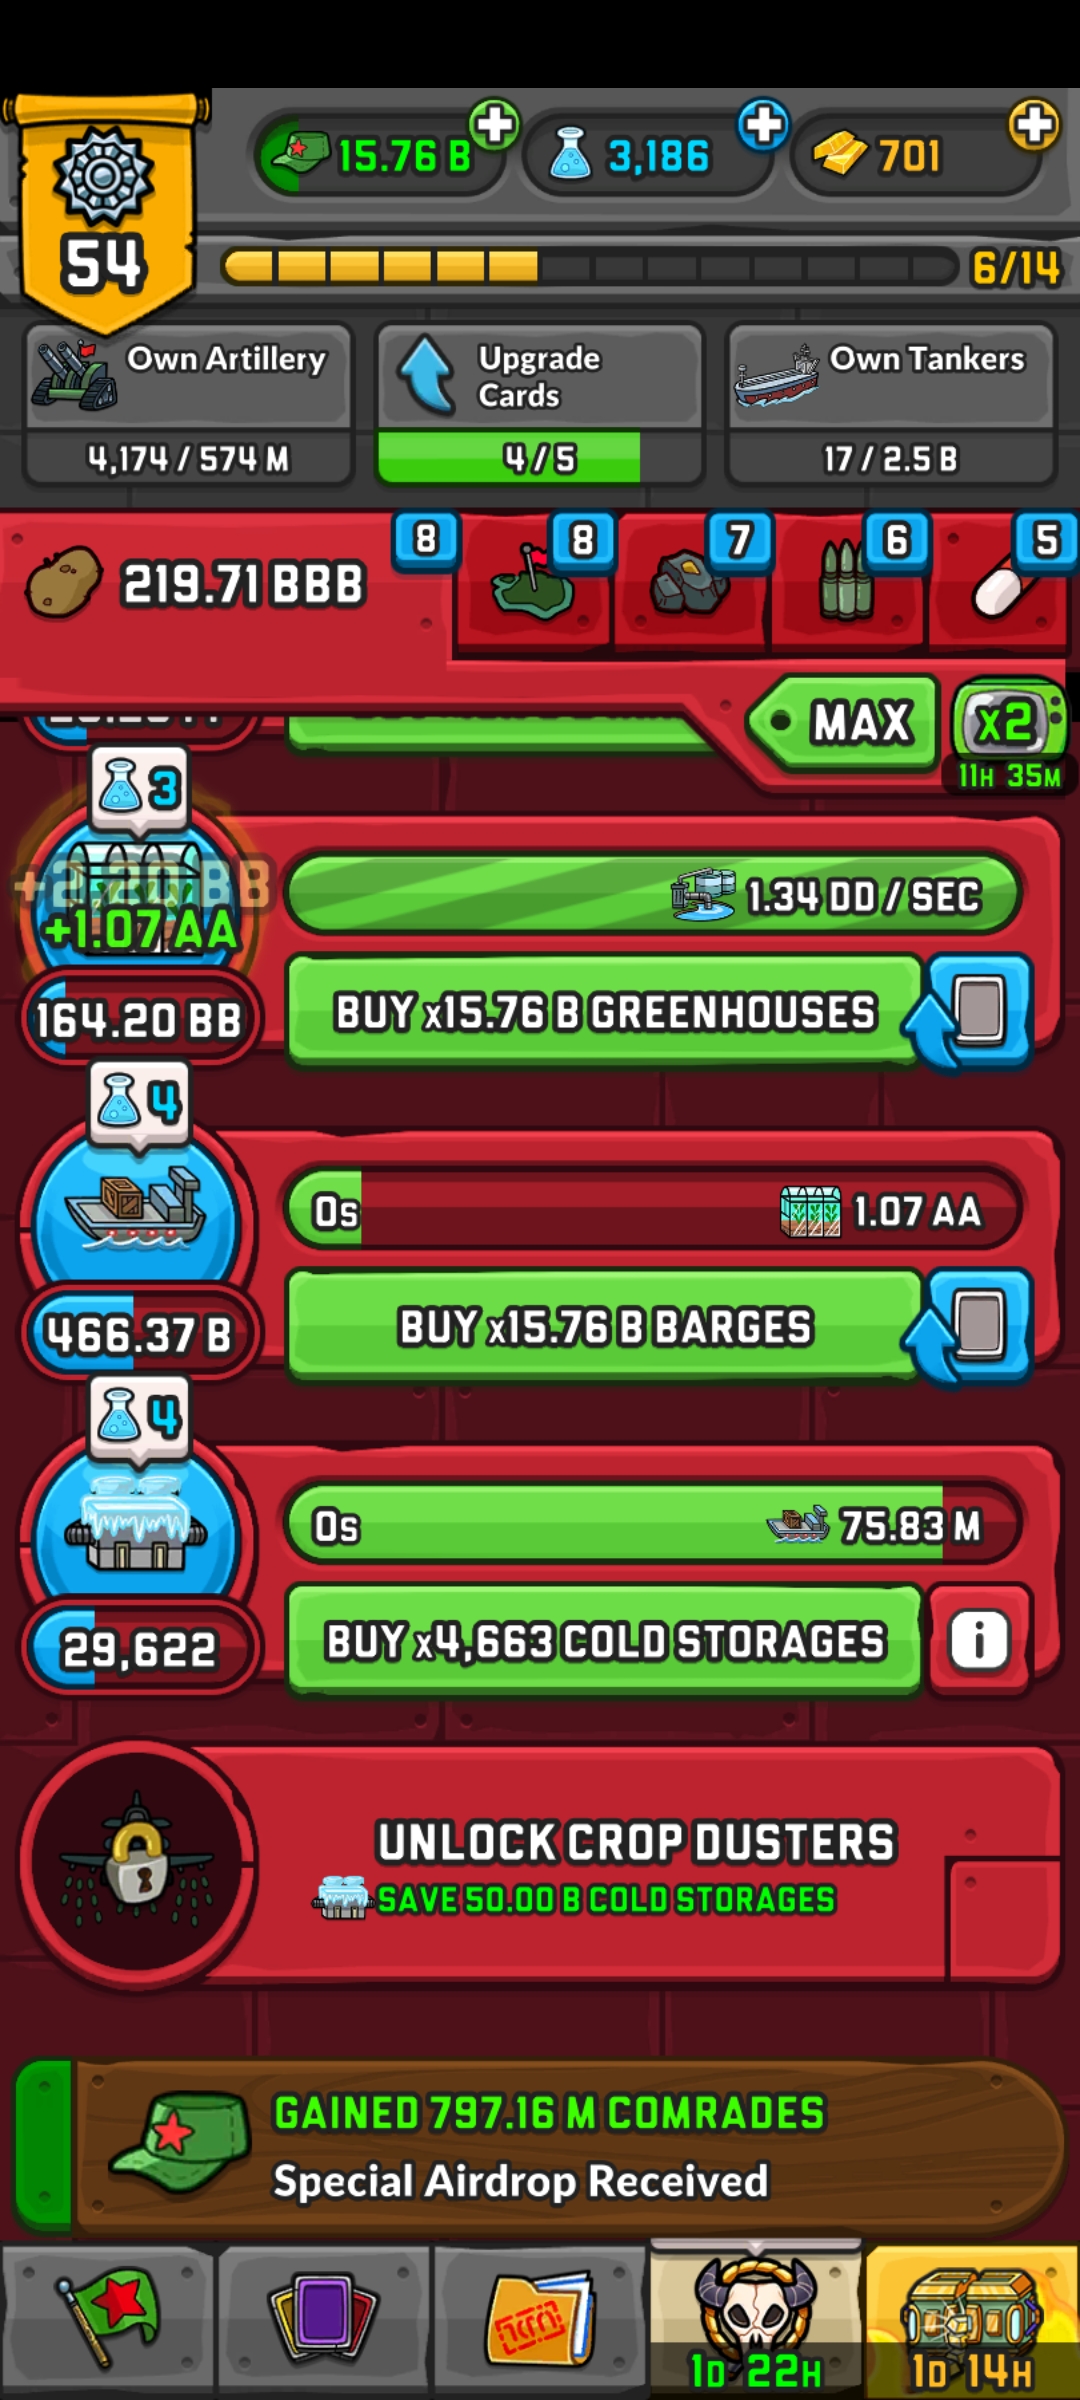 15.76 B
3,186
701
54
6/14
Own Artillery
4,174 / 574 M
Upgrade
Cards
4/5
Own Tankers
17 / 2.5 B
219.71 BBB
8
8
7
6
5
MAX
x2
11H 35M
3
+2.20 BB
+1.07 AA
1.34 DD / SEC
164.20 BB
BUY x15.76 B GREENHOUSES
4
0s
1.07 AA
466.37 B
BUY x15.76 B BARGES
4
0s
75.83 M
29,622
BUY x4,663 COLD STORAGES
i
UNLOCK CROP DUSTERS
SAVE 50.00 B COLD STORAGES
GAINED 797.16 M COMRADES
Special Airdrop Received
1D 22H
1D 14H